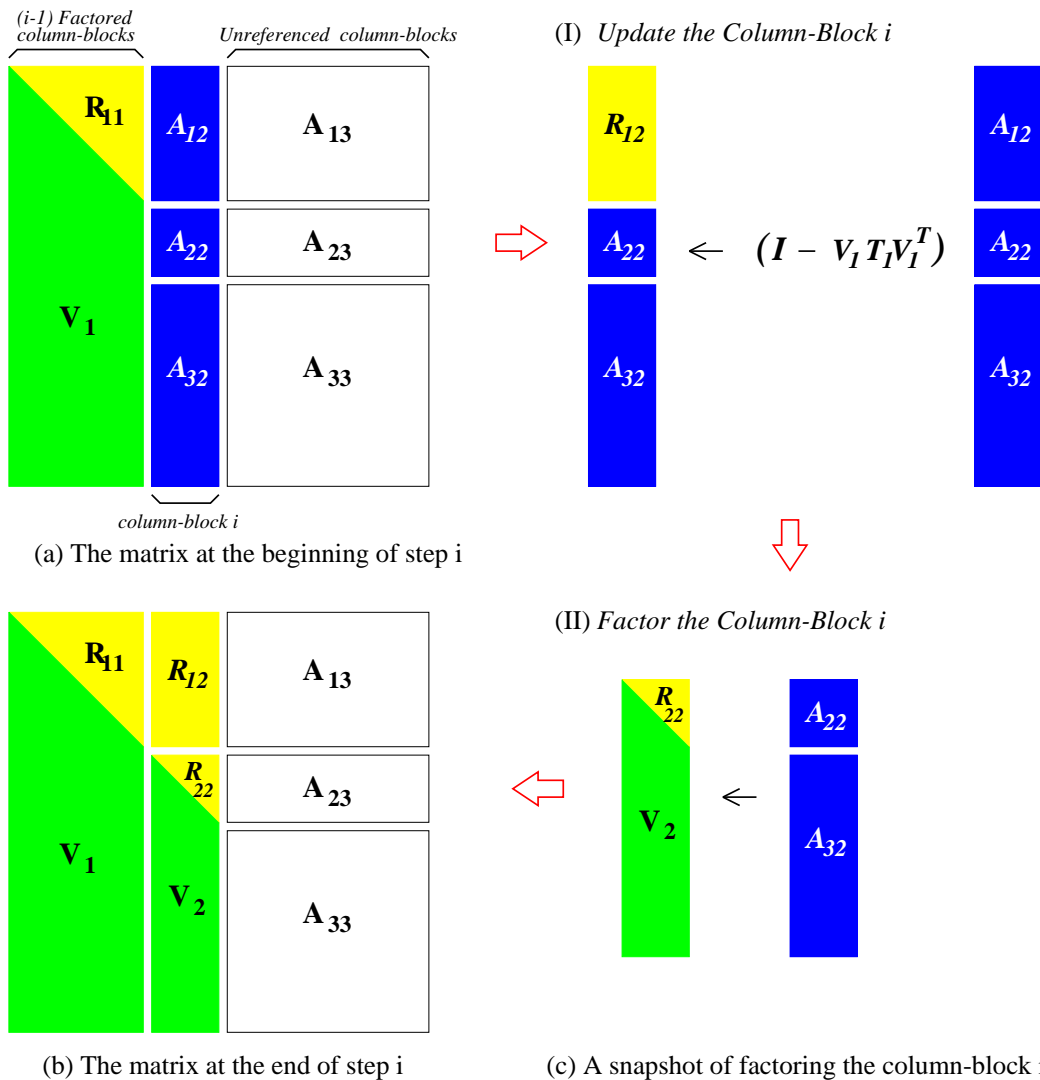 (i-1) Factored
column-blocks
Unreferenced column-blocks
R11
A12
A13
A22
A23
V1
A32
A33
column-block i
(a) The matrix at the beginning of step i
(I) Update the Column-Block i
R12
A12
A22 ← (I – V1 T1 V1^T) A22
A32
A32
(II) Factor the Column-Block i
R22
A22
V2 ←
A32
(c) A snapshot of factoring the column-block i
R11
R12
A13
R22
A23
V1
V2
A33
(b) The matrix at the end of step i